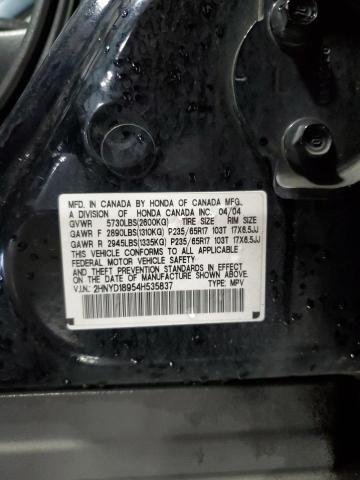 MFD. IN CANADA BY HONDA OF CANADA MFG.
A DIVISION OF HONDA CANADA INC. 04/04
GVWR 5730LBS(2600KG) TIRE SIZE RIM SIZE
GAWR F 2890LBS(1310KG) P235/65R17 103T 17X6.5JJ
GAWR R 2945LBS(1335KG) P235/65R17 103T 17X6.5JJ
THIS VEHICLE CONFORMS TO ALL APPLICABLE
FEDERAL MOTOR VEHICLE SAFETY
AND THEFT PREVENTION STANDARDS IN EFFECT
ON THE DATE OF MANUFACTURE SHOWN ABOVE.
V.I.N.: 2HNYD18954H535837 TYPE: MPV